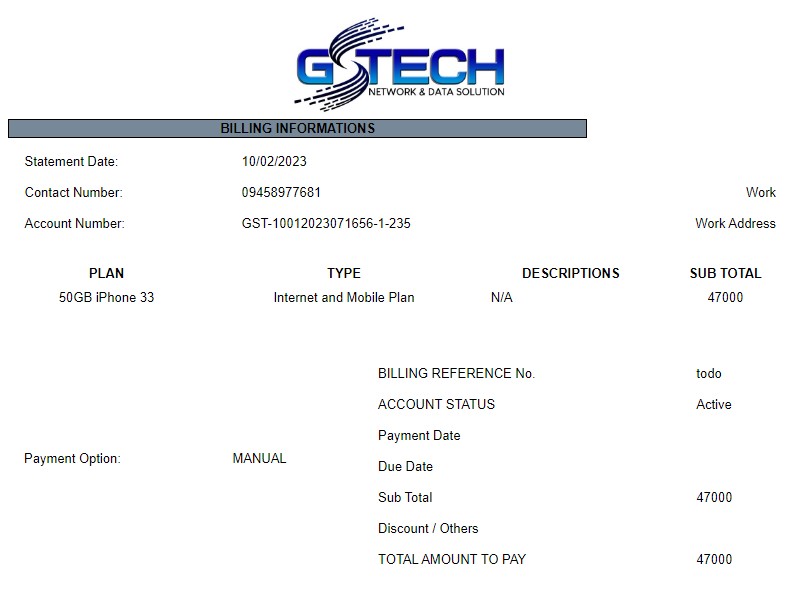 GSTECH
NETWORK & DATA SOLUTION
BILLING INFORMATIONS
Statement Date: 10/02/2023
Contact Number: 09458977681 Work
Account Number: GST-10012023071656-1-235 Work Address
PLAN TYPE DESCRIPTIONS SUB TOTAL
50GB iPhone 33 Internet and Mobile Plan N/A 47000
BILLING REFERENCE No. todo
ACCOUNT STATUS Active
Payment Date
Payment Option: MANUAL
Due Date
Sub Total 47000
Discount / Others
TOTAL AMOUNT TO PAY 47000